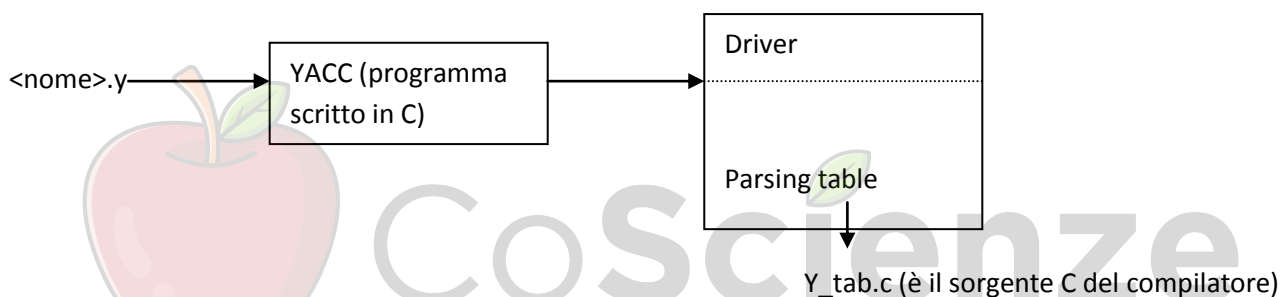 Driver
<nome>.y
YACC (programma
scritto in C)
Parsing table
CoScienze
Y_tab.c (è il sorgente C del compilatore)